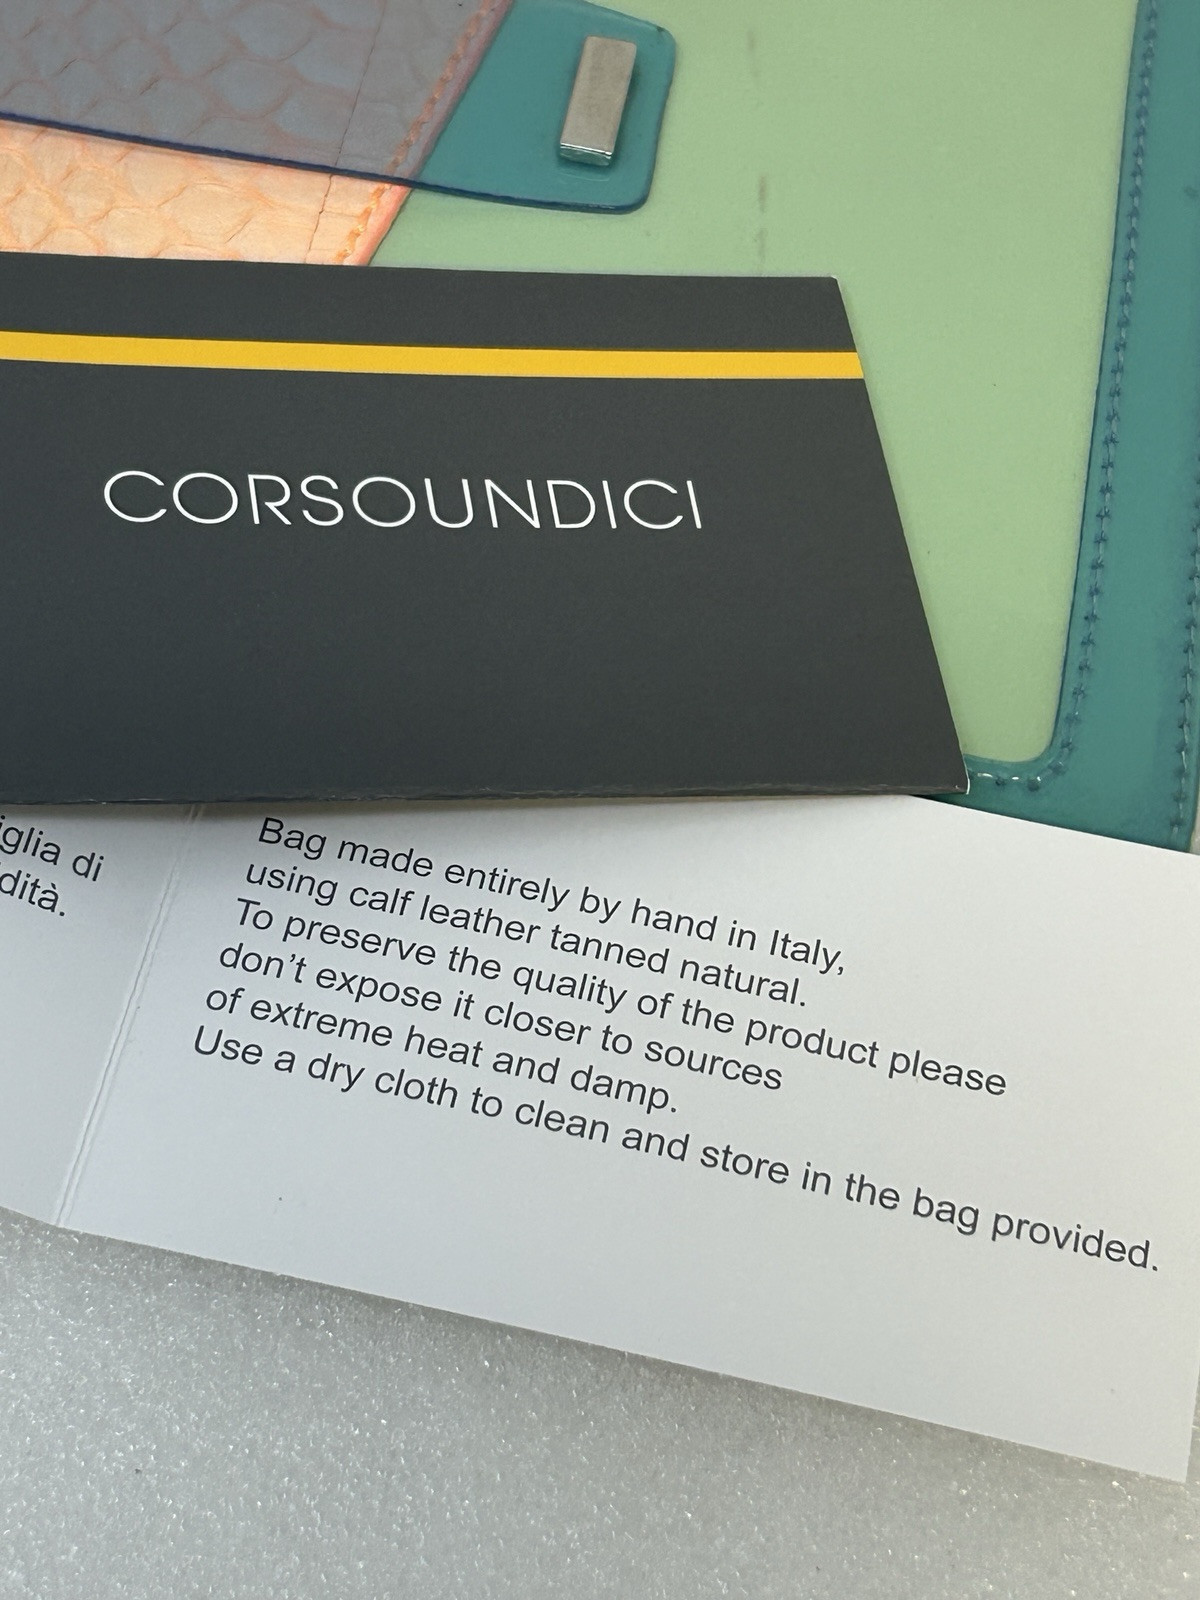 CORSOUNDICI
di
Bag made entirely by hand in Italy,
using calf leather tanned natural.
To preserve the quality of the product please
don't expose it closer to sources
of extreme heat and damp.
Use a dry cloth to clean and store in the bag provided.